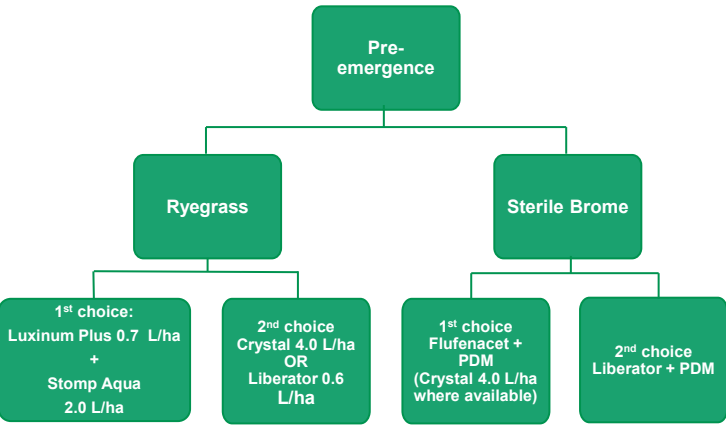 Pre-
emergence
Ryegrass
Sterile Brome
1st choice:
Luxinum Plus 0.7 L/ha
+
Stomp Aqua
2.0 L/ha
2nd choice
Crystal 4.0 L/ha
OR
Liberator 0.6
L/ha
1st choice
Flufenacet +
PDM
(Crystal 4.0 L/ha
where available)
2nd choice
Liberator + PDM